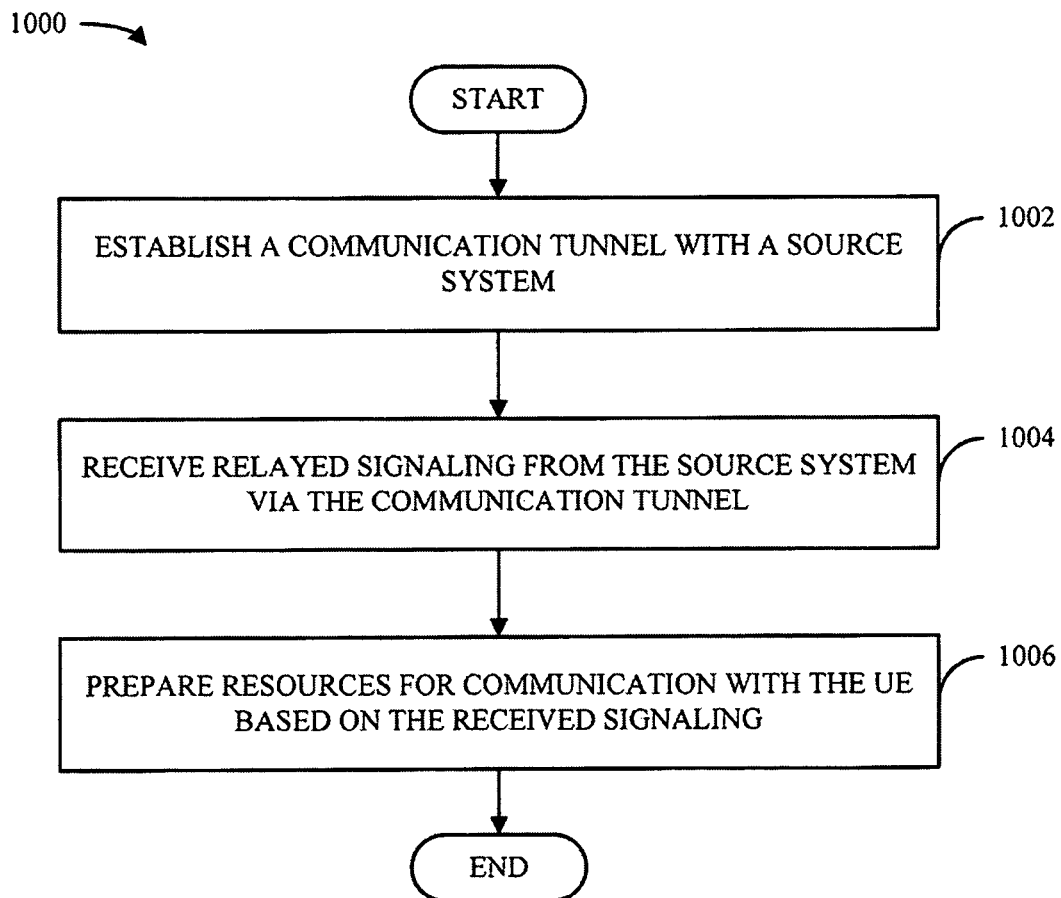 1000
START
ESTABLISH A COMMUNICATION TUNNEL WITH A SOURCE
SYSTEM
1002
RECEIVE RELAYED SIGNALING FROM THE SOURCE SYSTEM
VIA THE COMMUNICATION TUNNEL
1004
PREPARE RESOURCES FOR COMMUNICATION WITH THE UE
BASED ON THE RECEIVED SIGNALING
1006
END